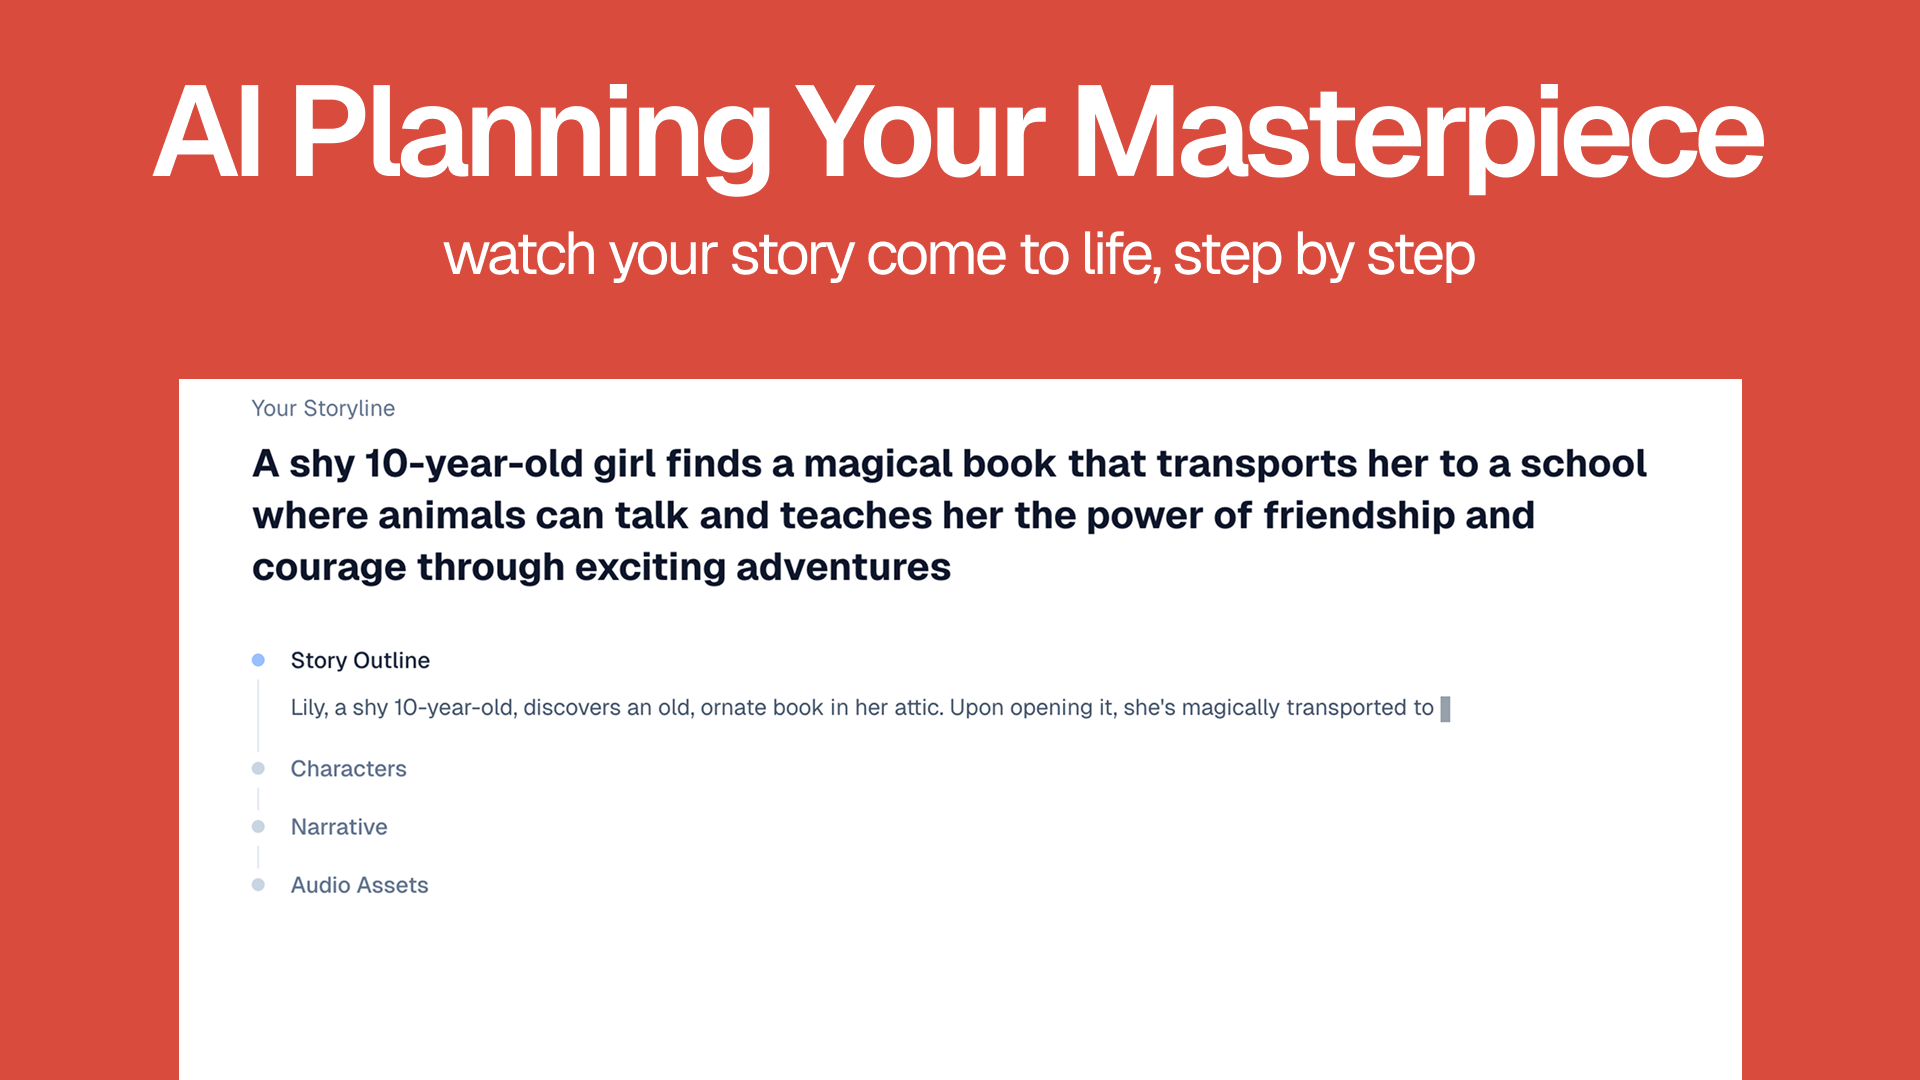 AI Planning Your Masterpiece
watch your story come to life, step by step
Your Storyline
A shy 10-year-old girl finds a magical book that transports her to a school
where animals can talk and teaches her the power of friendship and
courage through exciting adventures
Story Outline
Lily, a shy 10-year-old, discovers an old, ornate book in her attic. Upon opening it, she's magically transported to
Characters
Narrative
Audio Assets